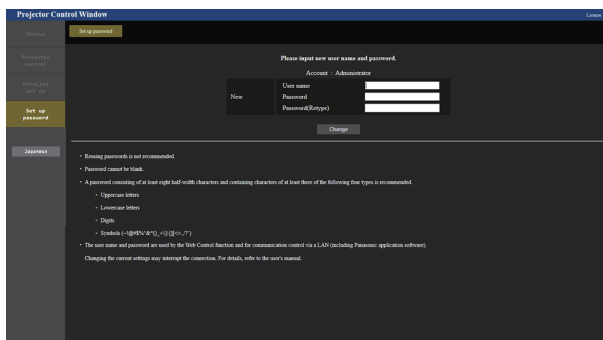 Projector Control Window
License
Status
Set up password
Projector
control
Detailed
set up
Set up
password
Japanese
Please input new user name and password.
Account : Administrator
New
User name
Password
Password(Retype)
Change
• Reusing passwords is not recommended.
• Password cannot be blank.
• A password consisting of at least eight half-width characters and containing characters of at least three of the following four types is recommended.
• Uppercase letters
• Lowercase letters
• Digits
• Symbols
• The user name and password are used by the Web Control function and for communication control via a LAN (including Panasonic application software).
Changing the current settings may interrupt the connection. For details, refer to the user's manual.